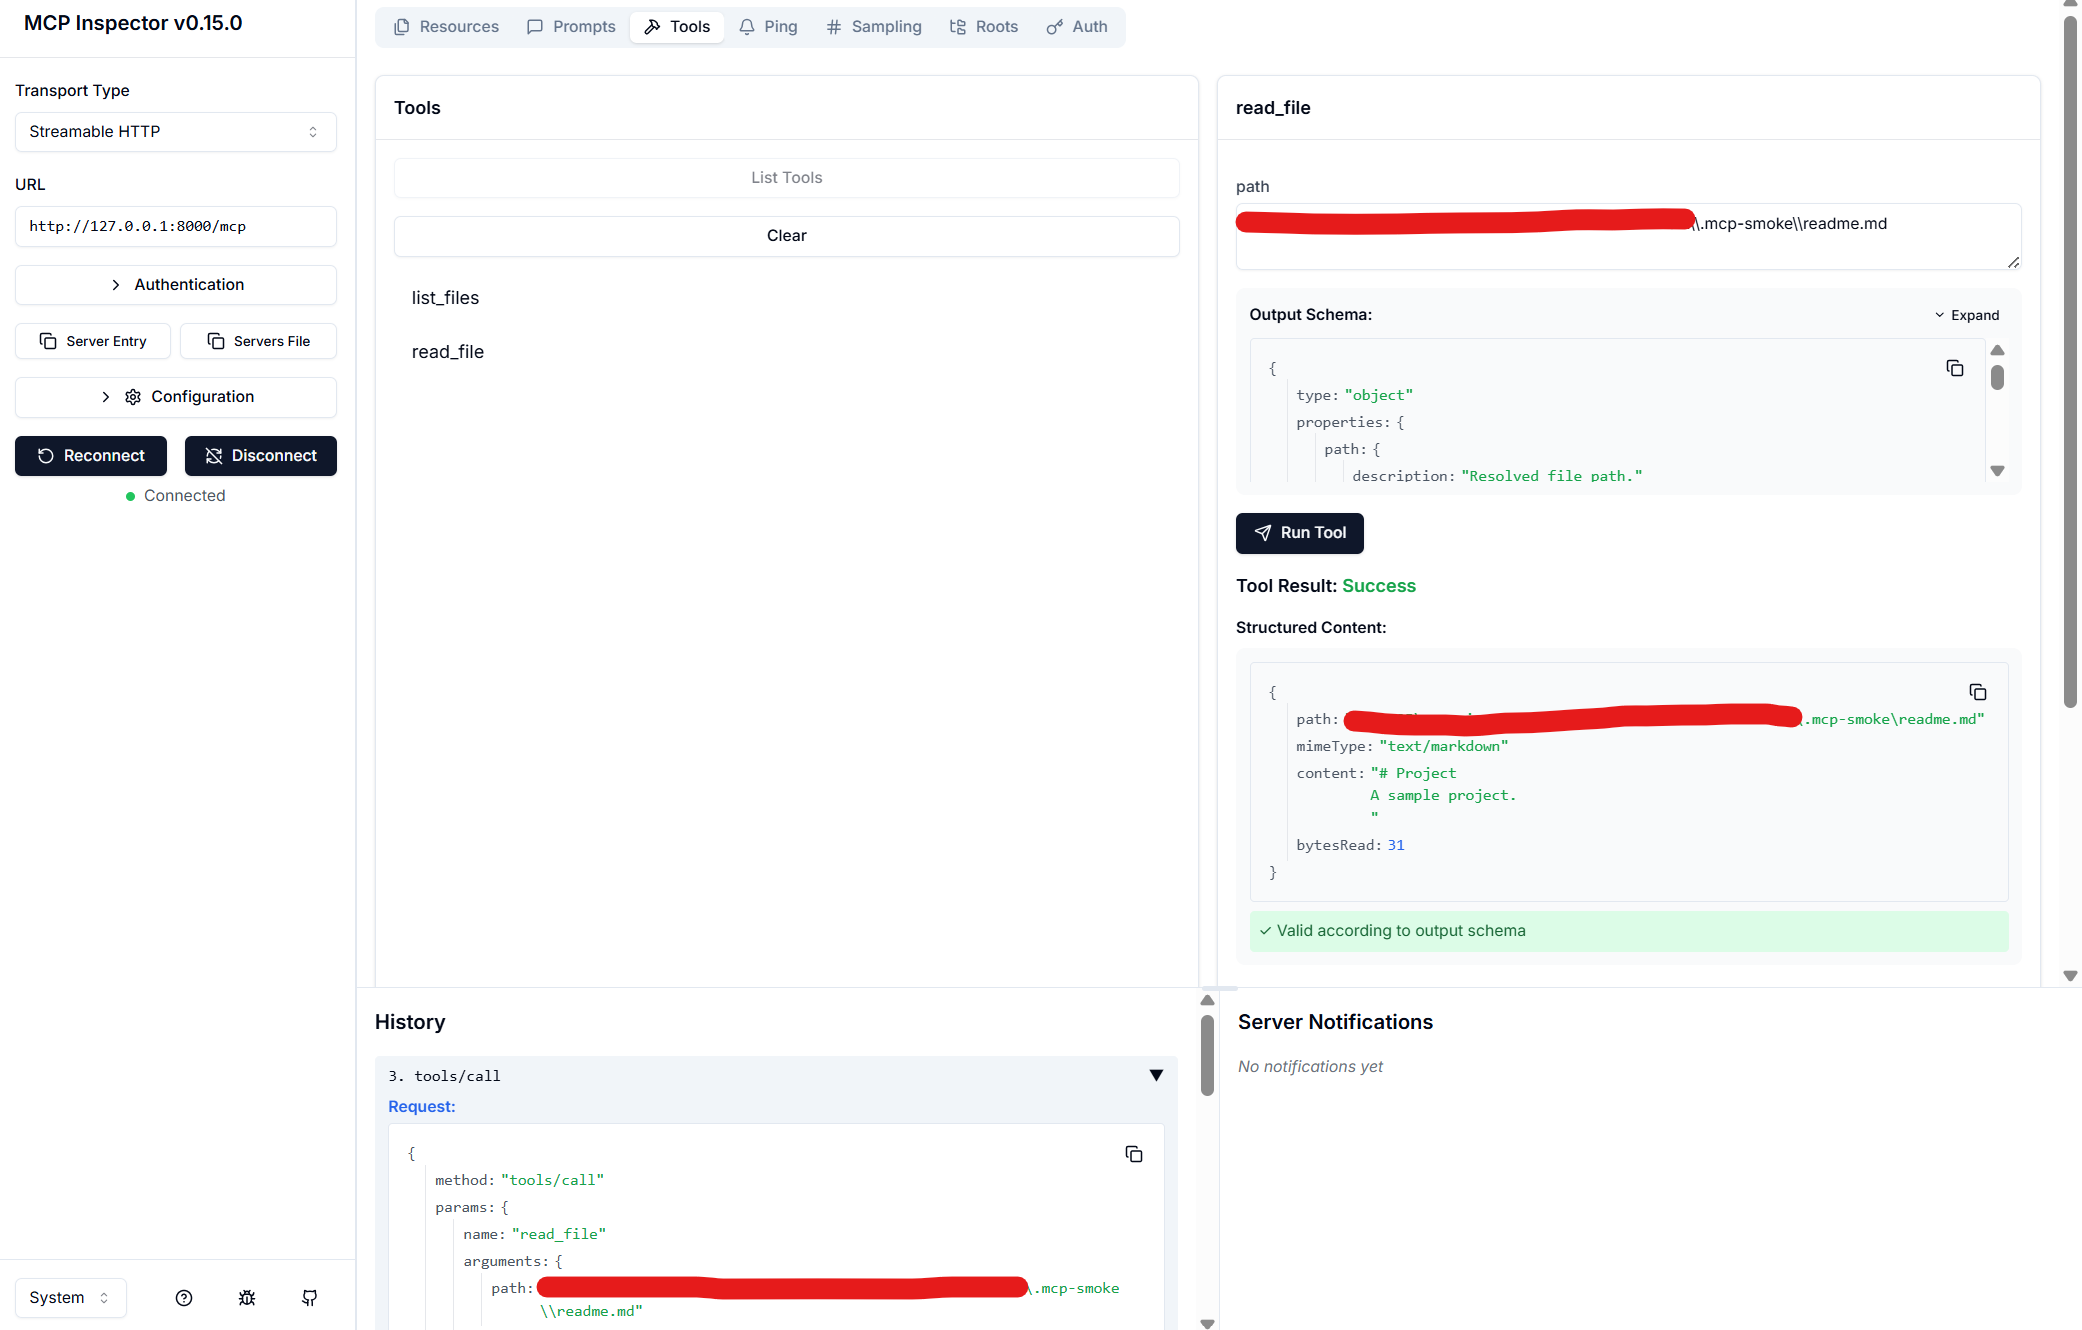 MCP Inspector v0.15.0
Transport Type
Streamable HTTP
URL
http://127.0.0.1:8000/mcp
Authentication
Server Entry
Servers File
Configuration
Reconnect
Disconnect
Connected
System
Resources
Prompts
Tools
Ping
Sampling
Roots
Auth
Tools
List Tools
Clear
list_files
read_file
read_file
path
\\.mcp-smoke\\readme.md
Output Schema:
Expand
{
type: "object"
properties: {
path: {
description: "Resolved file path."
Run Tool
Tool Result: Success
Structured Content:
{
path: \.mcp-smoke\readme.md"
mimeType: "text/markdown"
content: "# Project
A sample project.
"
bytesRead: 31
}
✓ Valid according to output schema
History
3. tools/call
▼
Request:
{
method: "tools/call"
params: {
name: "read_file"
arguments: {
path: \.mcp-smoke
\\readme.md"
Server Notifications
No notifications yet